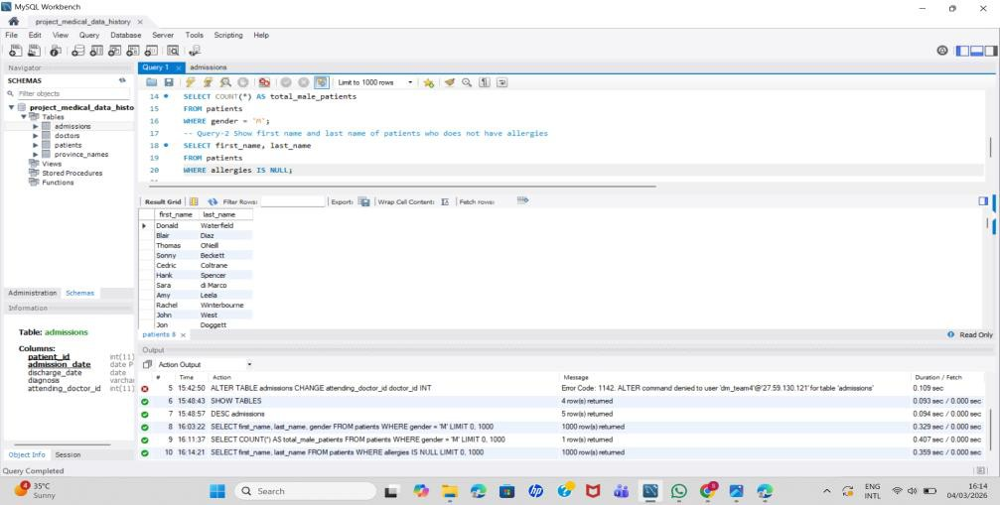 MySQL Workbench
project_medical_data_history ×
File Edit View Query Database Server Tools Scripting Help
Navigator
SCHEMAS
Filter objects
project_medical_data_histo
Tables
admissions
doctors
patients
province_names
Views
Stored Procedures
Functions
Administration Schemas
Information
Table: admissions
Columns:
patient_id int(11)
admission_date date P
discharge_date date
diagnosis varchar
attending_doctor_id int(11)
Object Info Session
Query 1 × admissions
Limit to 1000 rows
14 SELECT COUNT(*) AS total_male_patients
15 FROM patients
16 WHERE gender = 'M';
17 -- Query-2 Show first name and last name of patients who does not have allergies
18 SELECT first_name, last_name
19 FROM patients
20 WHERE allergies IS NULL;
Result Grid Filter Rows: Export: Wrap Cell Content: Fetch rows:
first_name last_name
Donald Waterfield
Blair Diaz
Thomas ONeill
Sonny Beckett
Cedric Coltrane
Hank Spencer
Sara di Marco
Amy Leela
Rachel Winterbourne
John West
Jon Doggett
patients 8 × Read Only
Output
Action Output
# Time Action Message Duration / Fetch
5 15:42:50 ALTER TABLE admissions CHANGE attending_doctor_id doctor_id INT Error Code: 1142. ALTER command denied to user 'dm_team4'@'27.59.130.121' for table 'admissions' 0.109 sec
6 15:48:43 SHOW TABLES 4 row(s) returned 0.093 sec / 0.000 sec
7 15:48:57 DESC admissions 5 row(s) returned 0.094 sec / 0.000 sec
8 16:03:22 SELECT first_name, last_name, gender FROM patients WHERE gender = 'M' LIMIT 0, 1000 1000 row(s) returned 0.329 sec / 0.000 sec
9 16:11:37 SELECT COUNT(*) AS total_male_patients FROM patients WHERE gender = 'M' LIMIT 0, 1000 1 row(s) returned 0.407 sec / 0.000 sec
10 16:14:21 SELECT first_name, last_name FROM patients WHERE allergies IS NULL LIMIT 0, 1000 1000 row(s) returned 0.359 sec / 0.000 sec
Query Completed
35°C
Sunny
Search
ENG
INTL
16:14
04/03/2026